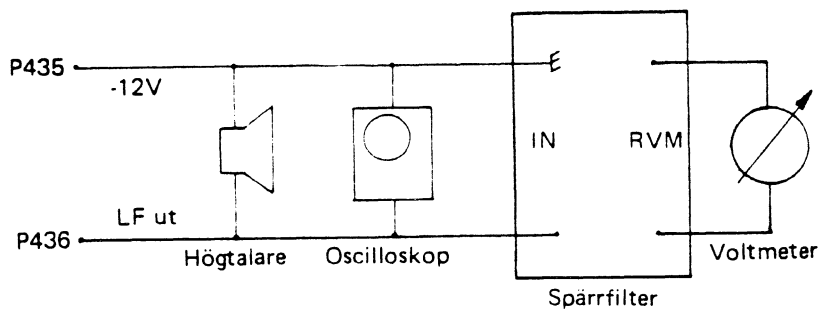 P435
-12V
IN
RVM
LF ut
P436
Högtalare
Oscilloskop
Voltmeter
Spärrfilter